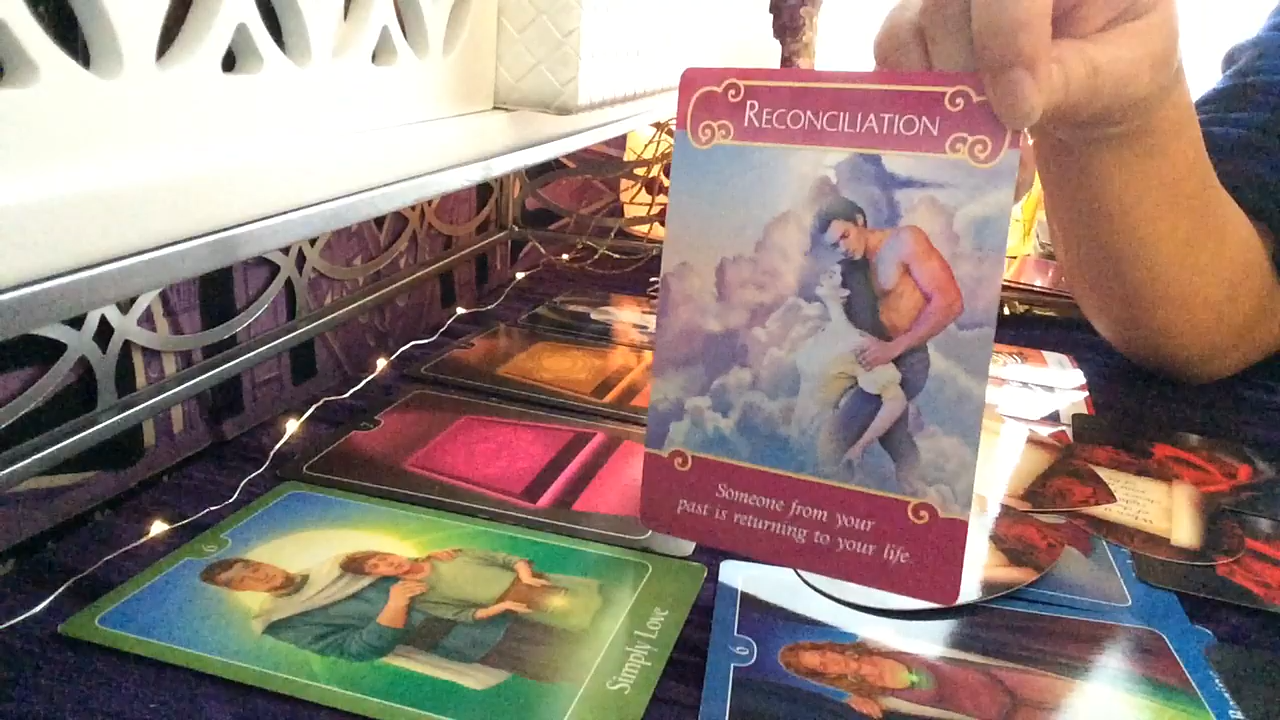 RECONCILIATION
Someone from your
past is returning to your life
6
Simply Love
6